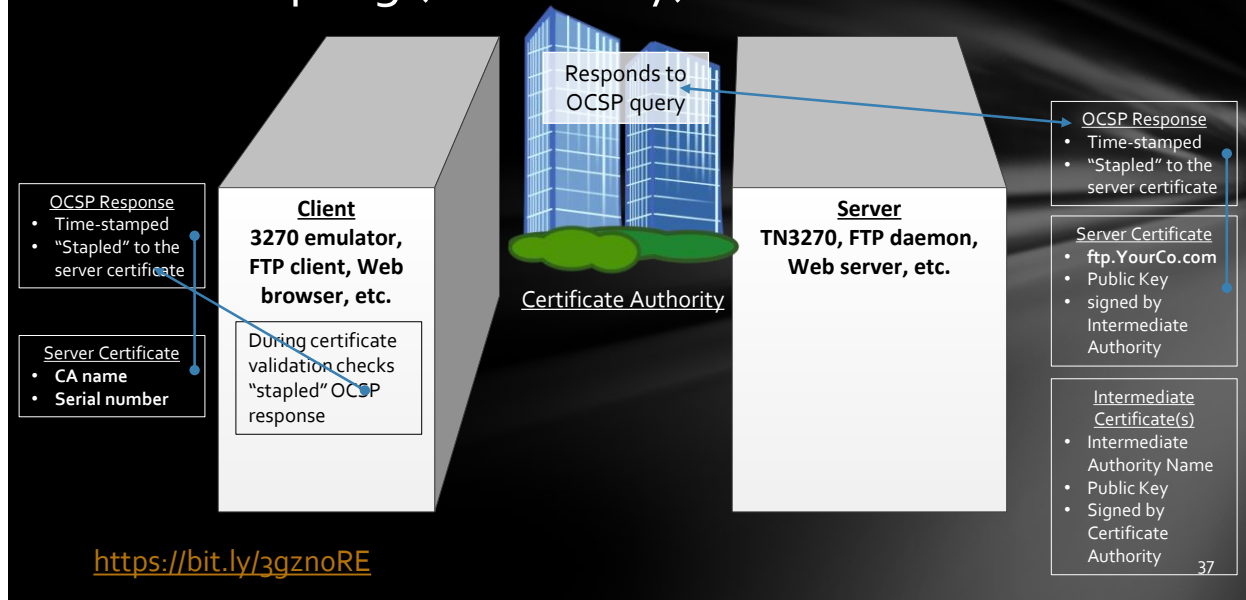 Responds to
OCSP query
OCSP Response
• Time-stamped
• “Stapled” to the
server certificate
Client
3270 emulator,
FTP client, Web
browser, etc.
During certificate
validation checks
“stapled” OCSP
response
Server Certificate
• CA name
• Serial number
Certificate Authority
Server
TN3270, FTP daemon,
Web server, etc.
OCSP Response
• Time-stamped
• “Stapled” to the
server certificate
Server Certificate
• ftp.YourCo.com
• Public Key
• signed by
Intermediate
Authority
Intermediate
Certificate(s)
• Intermediate
Authority Name
• Public Key
• Signed by
Certificate
Authority
https://bit.ly/3gznoRE
37